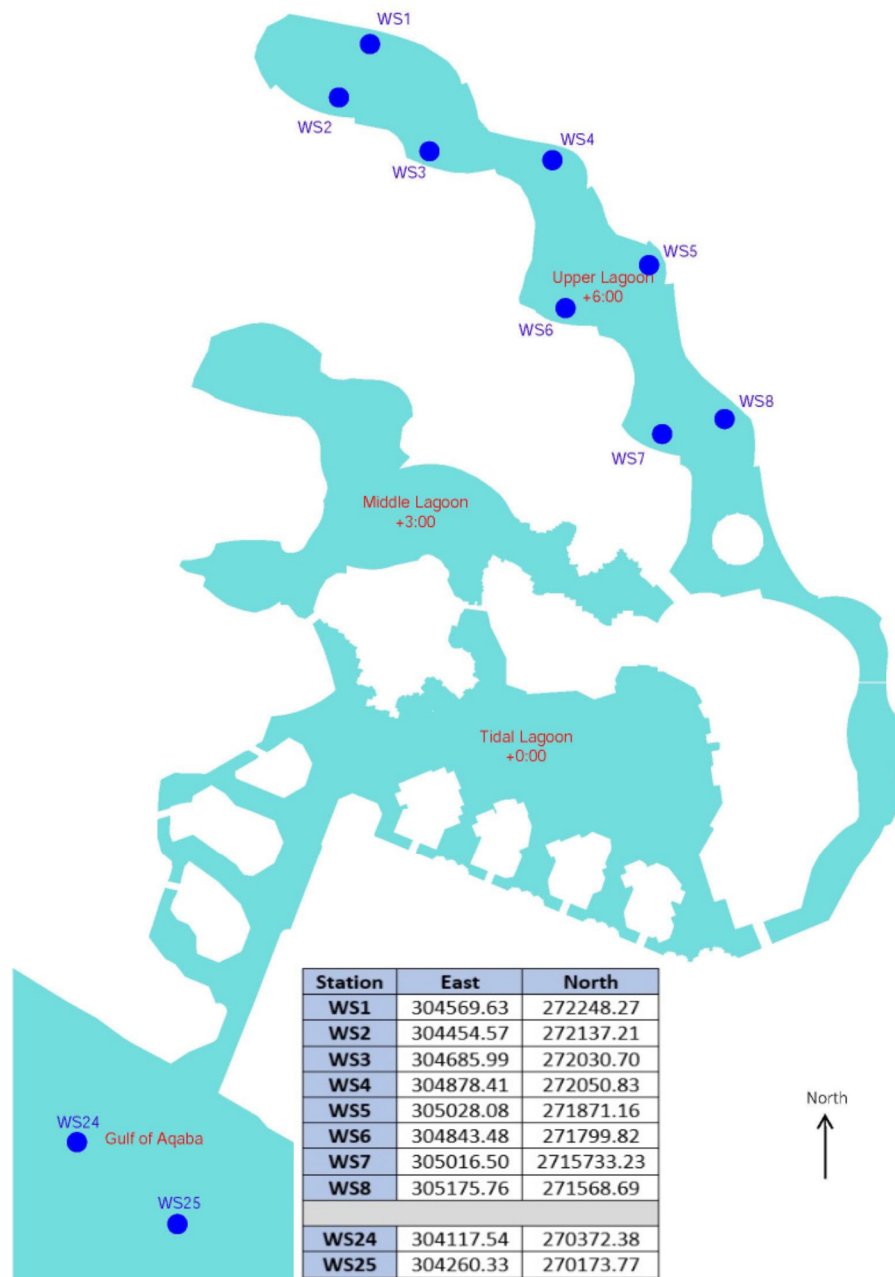 WS1
WS2
WS3
WS4
WS5
Upper Lagoon
+6:00
WS6
WS8
WS7
Middle Lagoon
+3:00
Tidal Lagoon
+0:00
Station East North
WS1 304569.63 272248.27
WS2 304454.57 272137.21
WS3 304685.99 272030.70
WS4 304878.41 272050.83
WS5 305028.08 271871.16
WS6 304843.48 271799.82
WS7 305016.50 2715733.23
WS8 305175.76 271568.69
WS24 304117.54 270372.38
WS25 304260.33 270173.77
North
WS24
Gulf of Aqaba
WS25